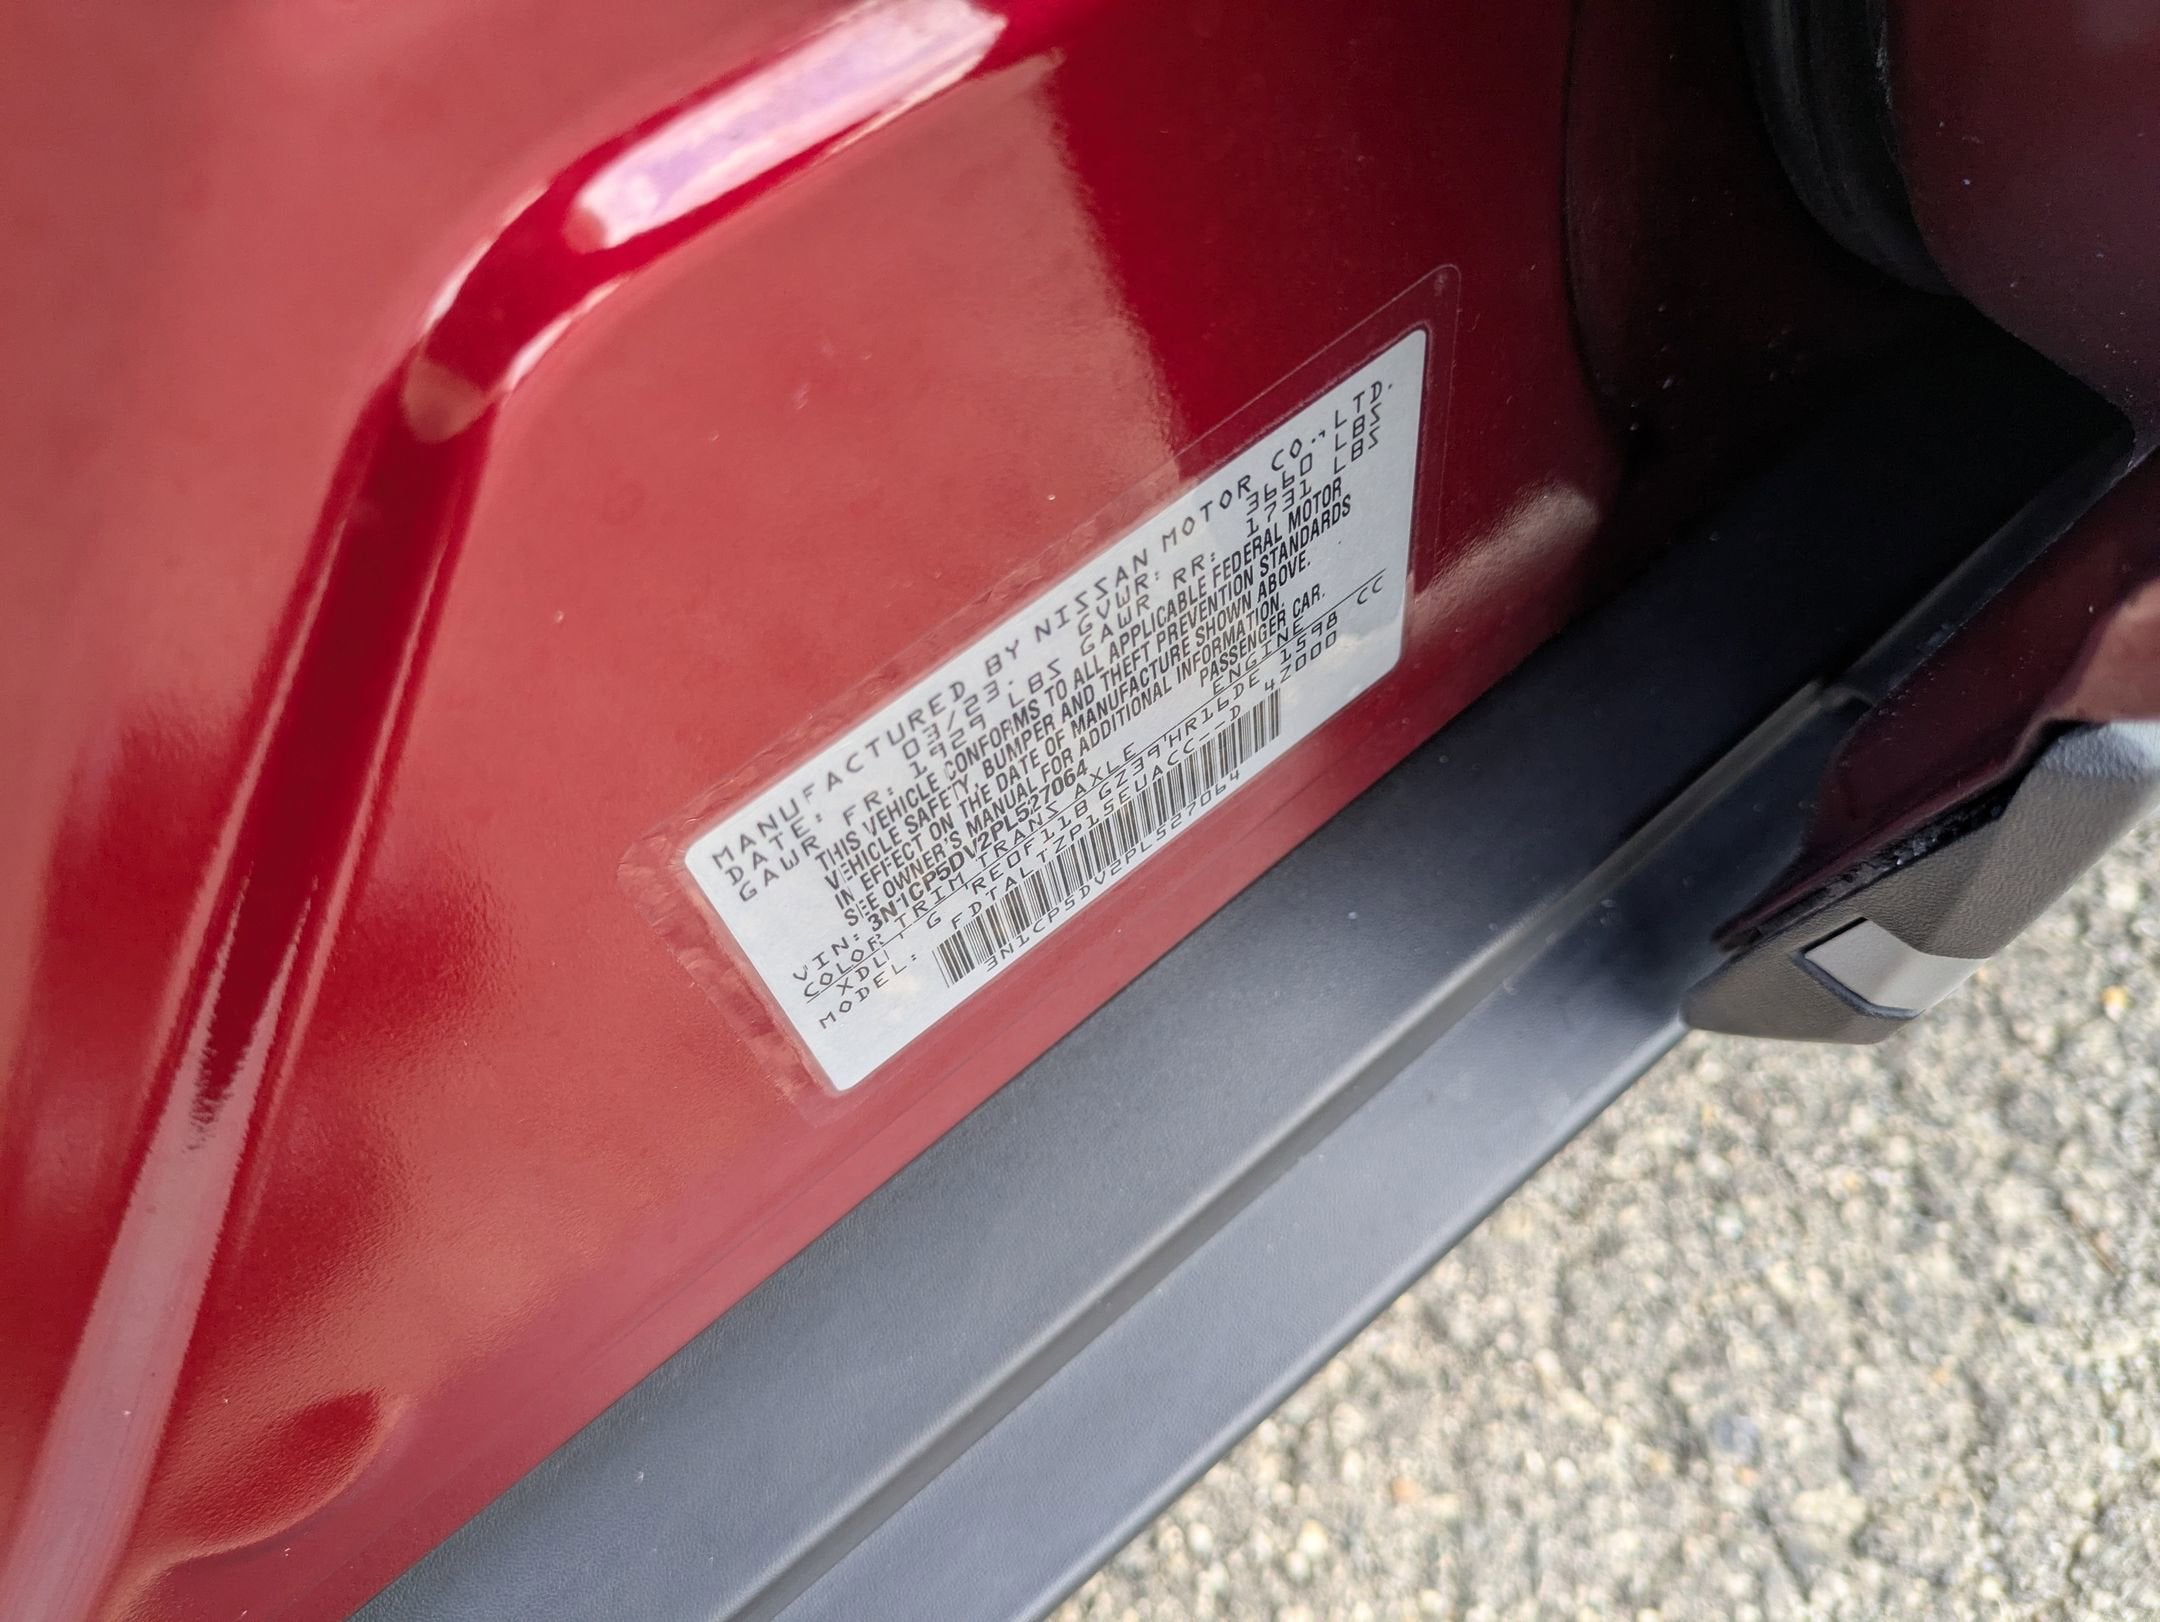 MANUFACTURED BY NISSAN MOTOR CO., LTD.
DATE: 03/23. GVWR: 3660 LBS
GAWR FR: 1929 LBS GAWR RR: 1731 LBS
THIS VEHICLE CONFORMS TO ALL APPLICABLE FEDERAL MOTOR
VEHICLE SAFETY, BUMPER AND THEFT PREVENTION STANDARDS
IN EFFECT ON THE DATE OF MANUFACTURE SHOWN ABOVE.
SEE OWNER'S MANUAL FOR ADDITIONAL INFORMATION.
VIN: 3N1CP5DV2PL527064 PASSENGER CAR.
COLOR TRIM TRANS AXLE ENGINE
G RE0F11B GZ39 HR16DE 1598 CC
MODEL: FDTALTZP15EUACC--D 4Z000
3N1CP5DV2PL527064